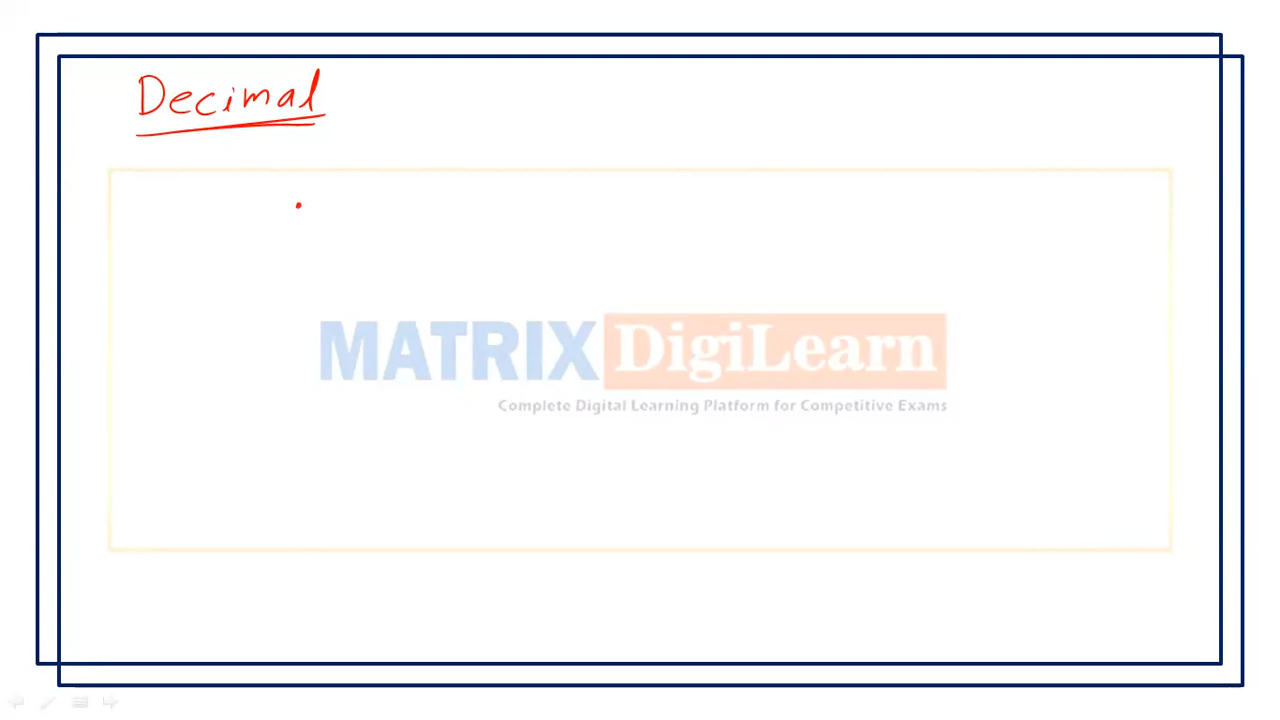 Decimal
MATRIX DigiLearn
Complete Digital Learning Platform for Competitive Exams